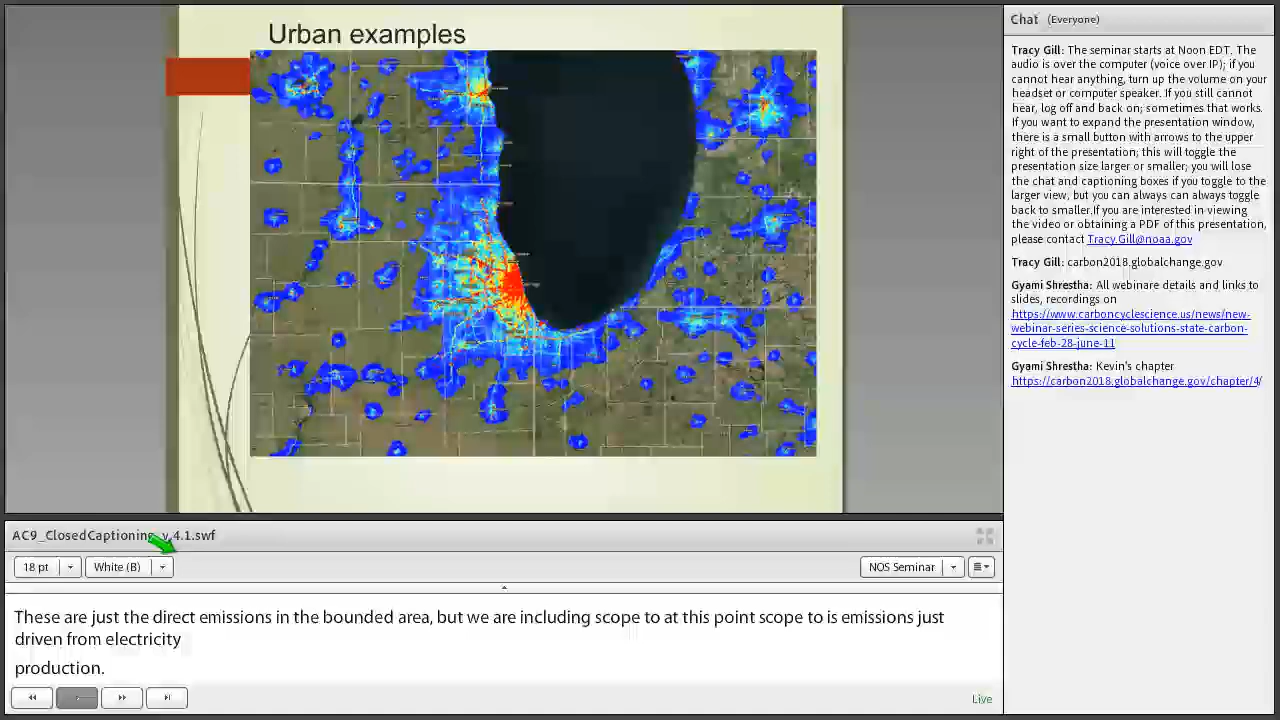 Urban examples
Chat (Everyone)
Tracy Gill: The seminar starts at Noon EDT. The
audio is over the computer (voice over IP); if you
cannot hear anything, turn up the volume on your
headset or computer speaker. If you still cannot
hear, log off and back on; sometimes that works.
If you want to expand the presentation window,
there is a small button with arrows to the upper
right of the presentation; this will toggle the
presentation size larger or smaller; you will lose
the chat and captioning boxes if you toggle to the
larger view, but you can always can always toggle
back to smaller.If you are interested in viewing
the video or obtaining a PDF of this presentation,
please contact Tracy.Gill@noaa.gov
Tracy Gill: carbon2018.globalchange.gov
Gyami Shrestha: All webinare details and links to
slides, recordings on
https://www.carboncyclescience.us/news/new-
webinar-series-science-solutions-state-carbon-
cycle-feb-28-june-11
Gyami Shrestha: Kevin's chapter
https://carbon2018.globalchange.gov/chapter/4/
AC9_ClosedCaptioning_v.4.1.swf
18 pt
White (B)
NOS Seminar
These are just the direct emissions in the bounded area, but we are including scope to at this point scope to is emissions just
driven from electricity
production.
Live